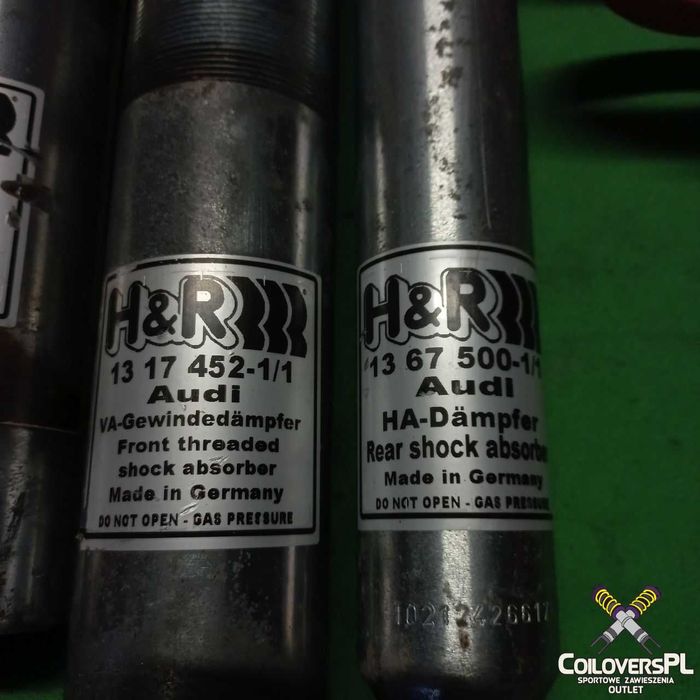 H&R
13 17 452-1/1
Audi
VA-Gewindedämpfer
Front threaded
shock absorber
Made in Germany
DO NOT OPEN - GAS PRESSURE
H&R
13 67 500-1/1
Audi
HA-Dämpfer
Rear shock absorber
Made in Germany
DO NOT OPEN - GAS PRESSURE
COILOVERSPL
SPORTOWE ZAWIESZENIA
OUTLET